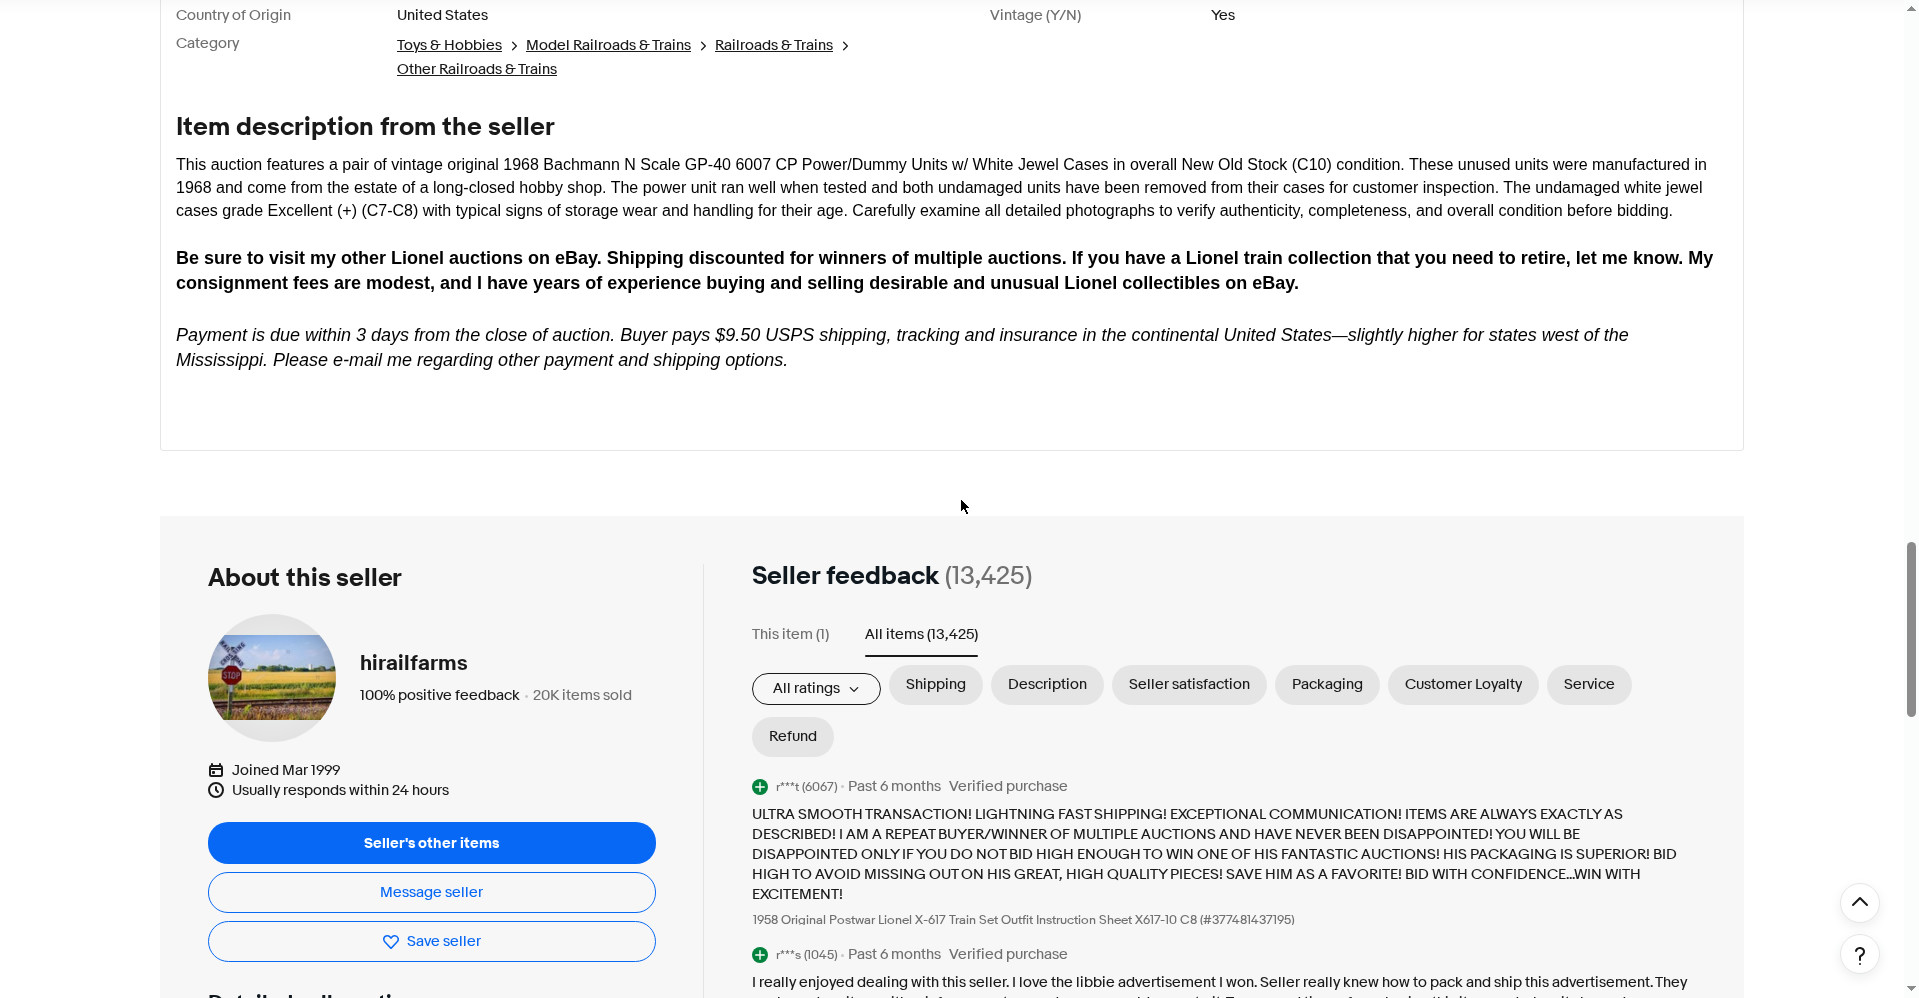 Country of Origin United States Vintage (Y/N) Yes
Category Toys & Hobbies > Model Railroads & Trains > Railroads & Trains >
Other Railroads & Trains
Item description from the seller
This auction features a pair of vintage original 1968 Bachmann N Scale GP-40 6007 CP Power/Dummy Units w/ White Jewel Cases in overall New Old Stock (C10) condition. These unused units were manufactured in
1968 and come from the estate of a long-closed hobby shop. The power unit ran well when tested and both undamaged units have been removed from their cases for customer inspection. The undamaged white jewel
cases grade Excellent (+) (C7-C8) with typical signs of storage wear and handling for their age. Carefully examine all detailed photographs to verify authenticity, completeness, and overall condition before bidding.
Be sure to visit my other Lionel auctions on eBay. Shipping discounted for winners of multiple auctions. If you have a Lionel train collection that you need to retire, let me know. My
consignment fees are modest, and I have years of experience buying and selling desirable and unusual Lionel collectibles on eBay.
Payment is due within 3 days from the close of auction. Buyer pays $9.50 USPS shipping, tracking and insurance in the continental United States—slightly higher for states west of the
Mississippi. Please e-mail me regarding other payment and shipping options.
About this seller
STOP
hirailfarms
100% positive feedback · 20K items sold
Joined Mar 1999
Usually responds within 24 hours
Seller's other items
Message seller
Save seller
Seller feedback (13,425)
This item (1) All items (13,425)
All ratings Shipping Description Seller satisfaction Packaging Customer Loyalty Service
Refund
r***t (6067) · Past 6 months Verified purchase
ULTRA SMOOTH TRANSACTION! LIGHTNING FAST SHIPPING! EXCEPTIONAL COMMUNICATION! ITEMS ARE ALWAYS EXACTLY AS
DESCRIBED! I AM A REPEAT BUYER/WINNER OF MULTIPLE AUCTIONS AND HAVE NEVER BEEN DISAPPOINTED! YOU WILL BE
DISAPPOINTED ONLY IF YOU DO NOT BID HIGH ENOUGH TO WIN ONE OF HIS FANTASTIC AUCTIONS! HIS PACKAGING IS SUPERIOR! BID
HIGH TO AVOID MISSING OUT ON HIS GREAT, HIGH QUALITY PIECES! SAVE HIM AS A FAVORITE! BID WITH CONFIDENCE...WIN WITH
EXCITEMENT!
1958 Original Postwar Lionel X-617 Train Set Outfit Instruction Sheet X617-10 C8 (#377481437195)
r***s (1045) · Past 6 months Verified purchase
I really enjoyed dealing with this seller. I love the libbie advertisement I won. Seller really knew how to pack and ship this advertisement. They
?